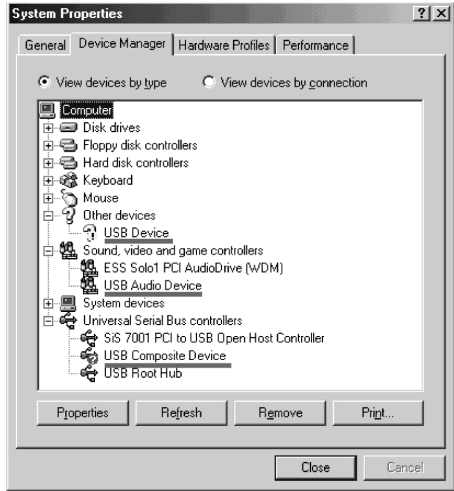 System Properties
General Device Manager Hardware Profiles Performance
View devices by type View devices by connection
Computer
Disk drives
Floppy disk controllers
Hard disk controllers
Keyboard
Mouse
Other devices
USB Device
Sound, video and game controllers
ESS Solo1 PCI AudioDrive (WDM)
USB Audio Device
System devices
Universal Serial Bus controllers
SiS 7001 PCI to USB Open Host Controller
USB Composite Device
USB Root Hub
Properties Refresh Remove Print...
Close Cancel